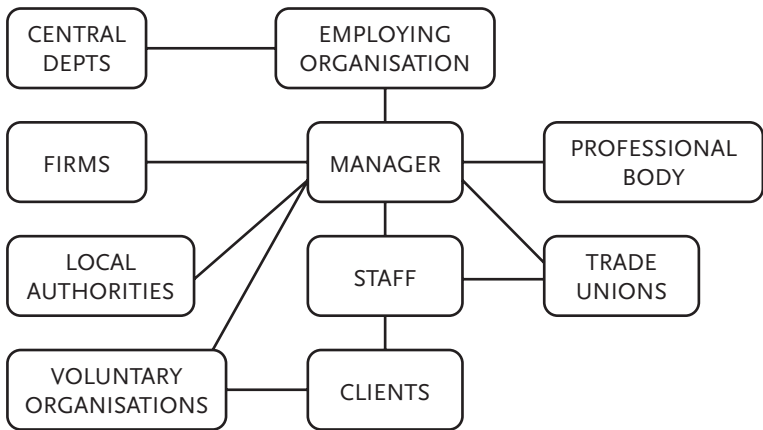 CENTRAL
DEPTS
EMPLOYING
ORGANISATION
FIRMS
MANAGER
PROFESSIONAL
BODY
LOCAL
AUTHORITIES
STAFF
TRADE
UNIONS
VOLUNTARY
ORGANISATIONS
CLIENTS